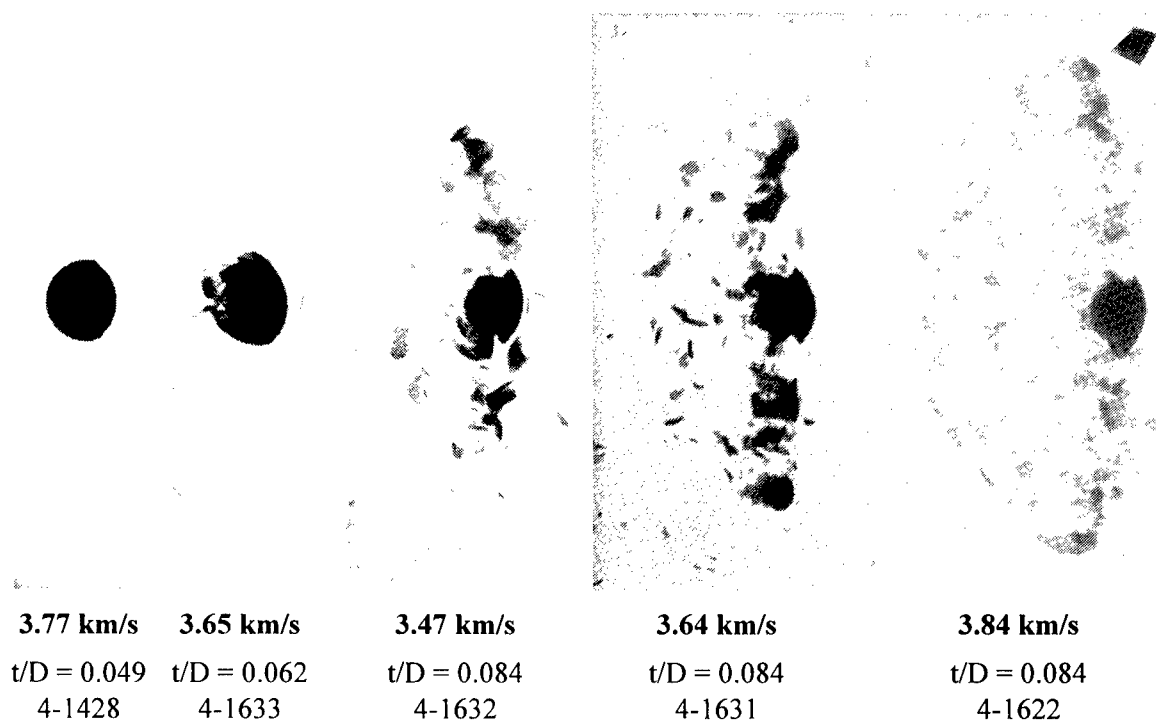 3.77 km/s 3.65 km/s 3.47 km/s 3.64 km/s 3.84 km/s
t/D = 0.049 t/D = 0.062 t/D = 0.084 t/D = 0.084 t/D = 0.084
4-1428 4-1633 4-1632 4-1631 4-1622